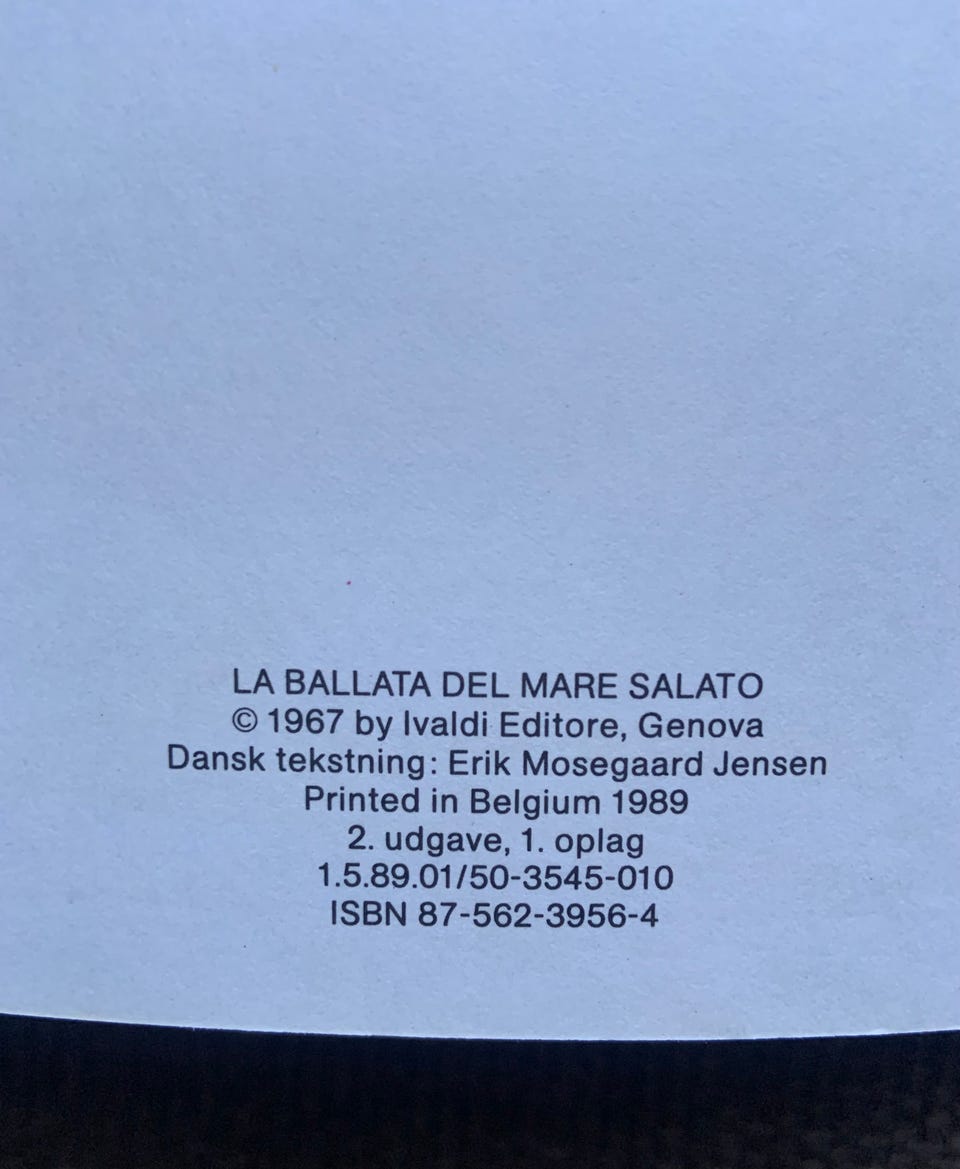 LA BALLATA DEL MARE SALATO
© 1967 by Ivaldi Editore, Genova
Dansk tekstning: Erik Mosegaard Jensen
Printed in Belgium 1989
2. udgave, 1. oplag
1.5.89.01/50-3545-010
ISBN 87-562-3956-4